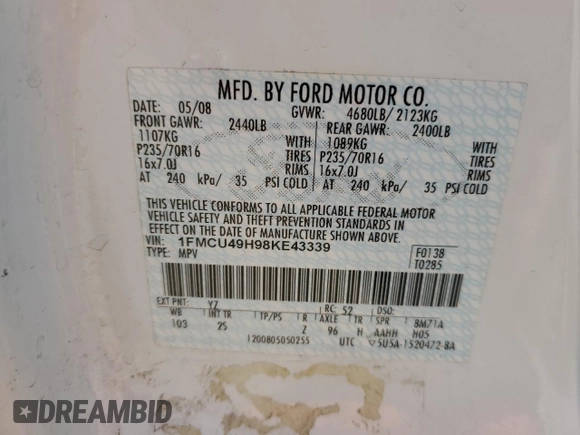 MFD. BY FORD MOTOR CO.
DATE: 05/08 GVWR: 4680LB/ 2123KG
FRONT GAWR: 2440LB REAR GAWR: 2400LB
1107KG WITH 1089KG WITH
P235/70R16 TIRES P235/70R16 TIRES
16x7.0J RIMS 16x7.0J RIMS
AT 240 kPa/ 35 PSI COLD AT 240 kPa/ 35 PSI COLD
THIS VEHICLE CONFORMS TO ALL APPLICABLE FEDERAL MOTOR
VEHICLE SAFETY AND THEFT PREVENTION STANDARDS IN
EFFECT ON THE DATE OF MANUFACTURE SHOWN ABOVE.
VIN: 1FMCU49H98KE43339 F0138
TYPE: MPV T0285
EXT PNT: YZ RC: 52 DSO:
WB INT TR TP/PS R AXLE TR SPR BM71A
103 2S Z 96 H AAHH H05
1200805050255 UTC 5U5A-1520472-BA
DREAMBID